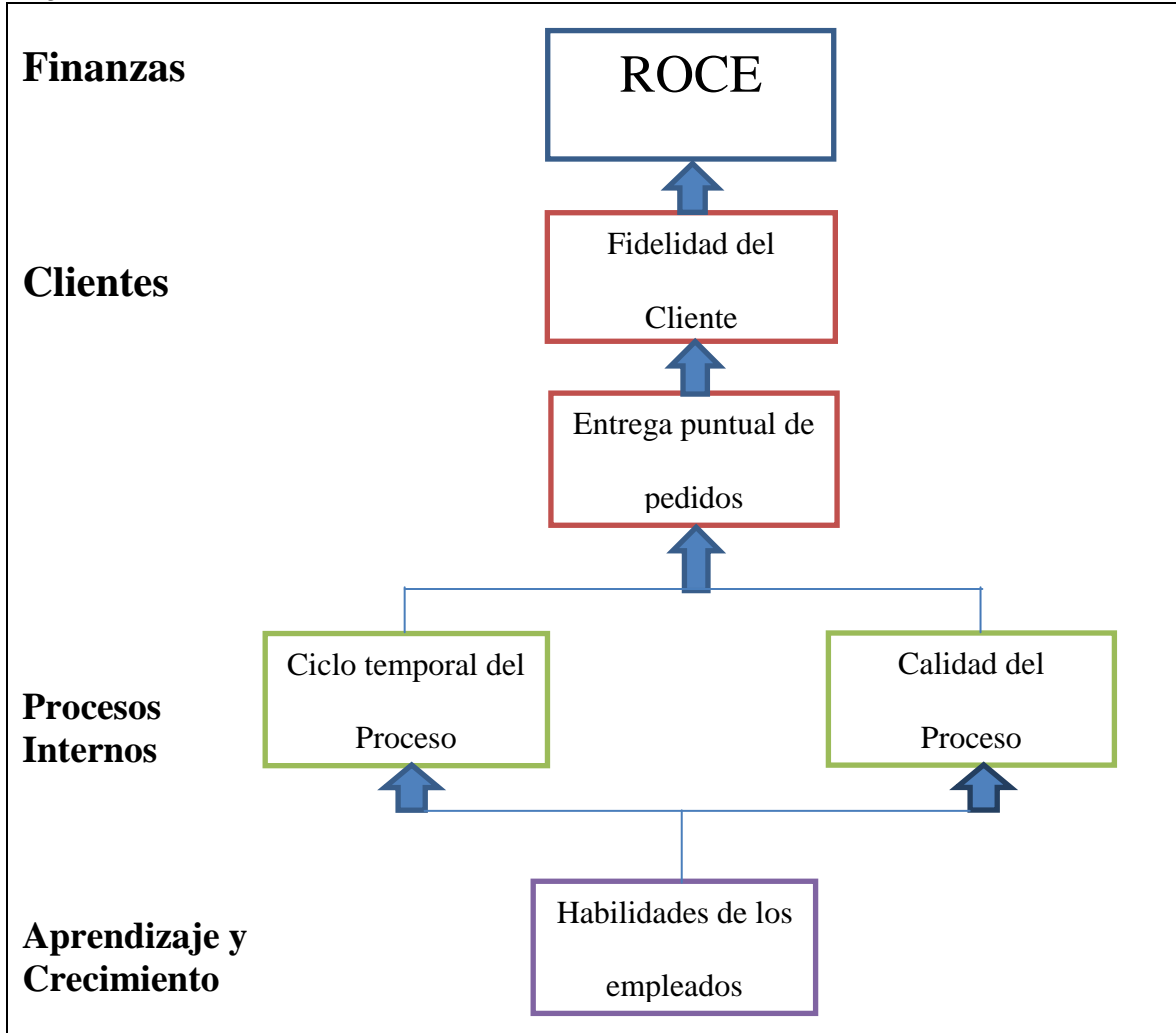 Finanzas
ROCE
Clientes
Fidelidad del
Cliente
Entrega puntual de
pedidos
Procesos
Internos
Ciclo temporal del
Proceso
Calidad del
Proceso
Aprendizaje y
Crecimiento
Habilidades de los
empleados